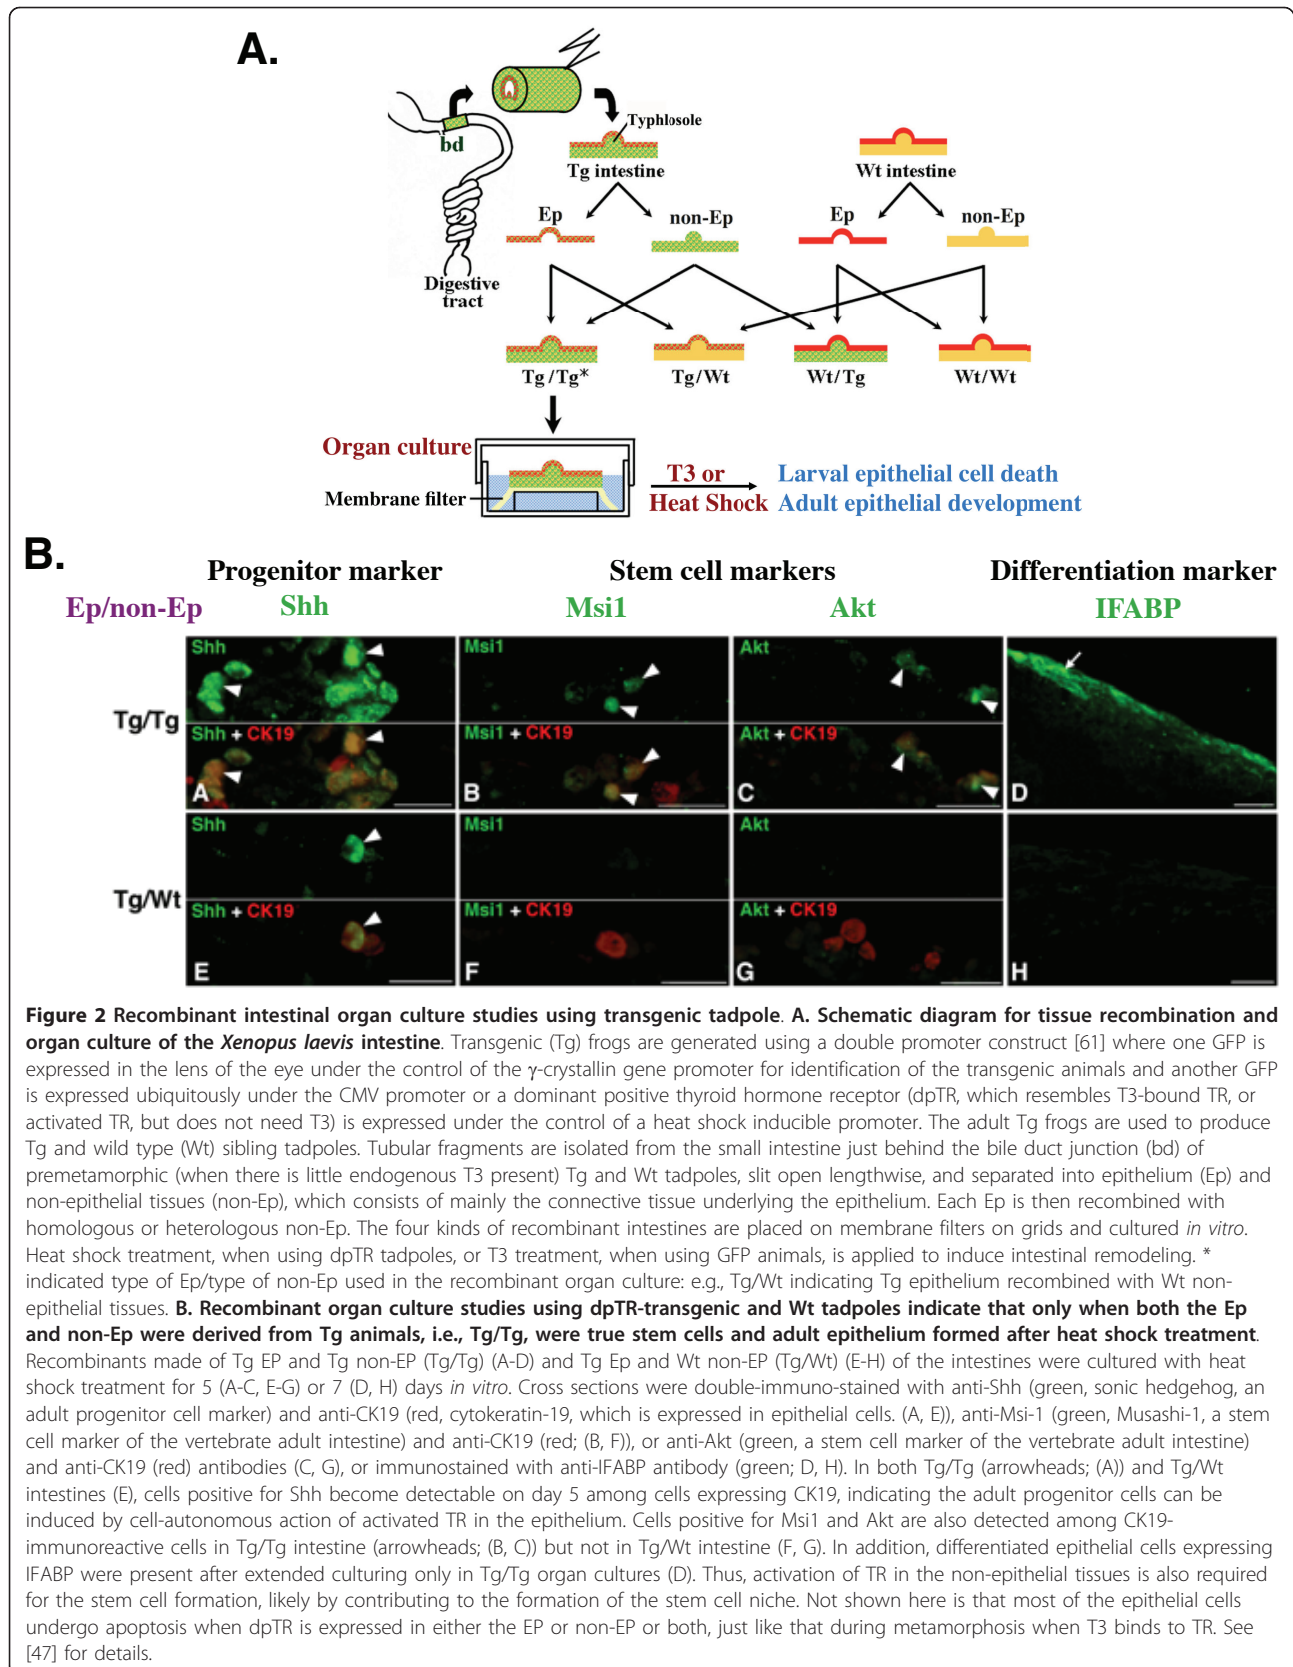 A.
bd
Typhlosole
Tg intestine
Wt intestine
Ep
non-Ep
Ep
non-Ep
Digestive
tract
Tg/Tg*
Tg/Wt
Wt/Tg
Wt/Wt
Organ culture
Membrane filter
T3 or
Heat Shock
Larval epithelial cell death
Adult epithelial development
B.
Progenitor marker
Stem cell markers
Differentiation marker
Ep/non-Ep
Shh
Msi1
Akt
IFABP
Tg/Tg
Shh
Msi1
Akt
Shh + CK19
Msi1 + CK19
Akt + CK19
A
B
C
D
Tg/Wt
Shh
Msi1
Akt
Shh + CK19
Msi1 + CK19
Akt + CK19
E
F
G
H
Figure 2 Recombinant intestinal organ culture studies using transgenic tadpole. A. Schematic diagram for tissue recombination and
organ culture of the Xenopus laevis intestine. Transgenic (Tg) frogs are generated using a double promoter construct [61] where one GFP is
expressed in the lens of the eye under the control of the γ-crystallin gene promoter for identification of the transgenic animals and another GFP
is expressed ubiquitously under the CMV promoter or a dominant positive thyroid hormone receptor (dpTR, which resembles T3-bound TR, or
activated TR, but does not need T3) is expressed under the control of a heat shock inducible promoter. The adult Tg frogs are used to produce
Tg and wild type (Wt) sibling tadpoles. Tubular fragments are isolated from the small intestine just behind the bile duct junction (bd) of
premetamorphic (when there is little endogenous T3 present) Tg and Wt tadpoles, slit open lengthwise, and separated into epithelium (Ep) and
non-epithelial tissues (non-Ep), which consists of mainly the connective tissue underlying the epithelium. Each Ep is then recombined with
homologous or heterologous non-Ep. The four kinds of recombinant intestines are placed on membrane filters on grids and cultured in vitro.
Heat shock treatment, when using dpTR tadpoles, or T3 treatment, when using GFP animals, is applied to induce intestinal remodeling. *
indicated type of Ep/type of non-Ep used in the recombinant organ culture: e.g., Tg/Wt indicating Tg epithelium recombined with Wt non-
epithelial tissues. B. Recombinant organ culture studies using dpTR-transgenic and Wt tadpoles indicate that only when both the Ep
and non-Ep were derived from Tg animals, i.e., Tg/Tg, were true stem cells and adult epithelium formed after heat shock treatment.
Recombinants made of Tg EP and Tg non-EP (Tg/Tg) (A-D) and Tg Ep and Wt non-EP (Tg/Wt) (E-H) of the intestines were cultured with heat
shock treatment for 5 (A-C, E-G) or 7 (D, H) days in vitro. Cross sections were double-immuno-stained with anti-Shh (green, sonic hedgehog, an
adult progenitor cell marker) and anti-CK19 (red, cytokeratin-19, which is expressed in epithelial cells. (A, E)), anti-Msi-1 (green, Musashi-1, a stem
cell marker of the vertebrate adult intestine) and anti-CK19 (red; (B, F)), or anti-Akt (green, a stem cell marker of the vertebrate adult intestine)
and anti-CK19 (red) antibodies (C, G), or immunostained with anti-IFABP antibody (green; D, H). In both Tg/Tg (arrowheads; (A)) and Tg/Wt
intestines (E), cells positive for Shh become detectable on day 5 among cells expressing CK19, indicating the adult progenitor cells can be
induced by cell-autonomous action of activated TR in the epithelium. Cells positive for Msi1 and Akt are also detected among CK19-
immunoreactive cells in Tg/Tg intestine (arrowheads; (B, C)) but not in Tg/Wt intestine (F, G). In addition, differentiated epithelial cells expressing
IFABP were present after extended culturing only in Tg/Tg organ cultures (D). Thus, activation of TR in the non-epithelial tissues is also required
for the stem cell formation, likely by contributing to the formation of the stem cell niche. Not shown here is that most of the epithelial cells
undergo apoptosis when dpTR is expressed in either the EP or non-EP or both, just like that during metamorphosis when T3 binds to TR. See
[47] for details.